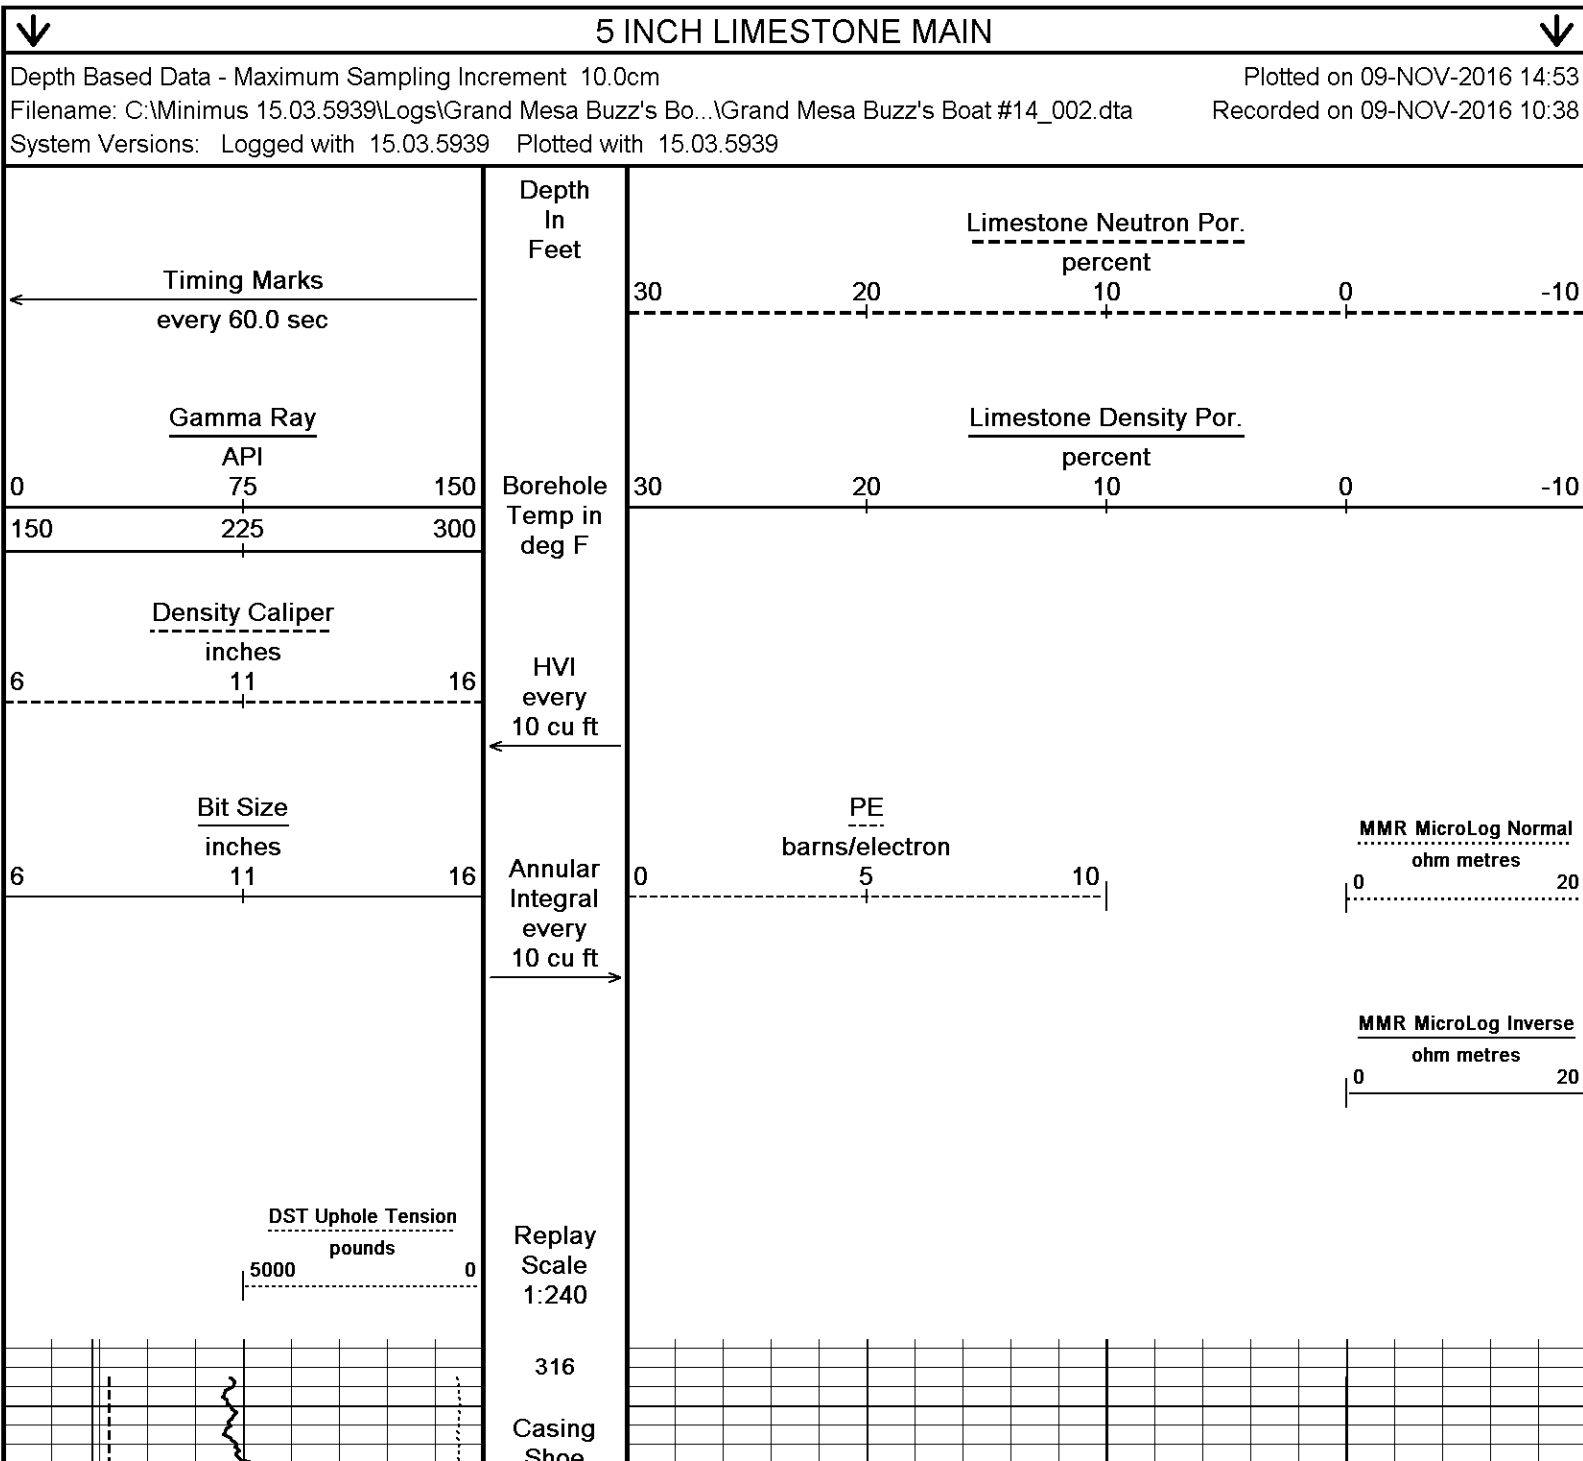 5 INCH LIMESTONE MAIN
Depth Based Data - Maximum Sampling Increment 10.0cm
Plotted on 09-NOV-2016 14:53
Filename: C:\Minimus 15.03.5939\Logs\Grand Mesa Buzz's Bo...\Grand Mesa Buzz's Boat #14_002.dta
Recorded on 09-NOV-2016 10:38
System Versions: Logged with 15.03.5939 Plotted with 15.03.5939
Timing Marks
every 60.0 sec
Gamma Ray
API
0 75 150
150 225 300
Density Caliper
inches
6 11 16
Bit Size
inches
6 11 16
DST Uphole Tension
pounds
5000 0
Depth
In
Feet
Borehole
Temp in
deg F
HVI
every
10 cu ft
Annular
Integral
every
10 cu ft
Replay
Scale
1:240
316
Casing
Shoe
Limestone Neutron Por.
percent
30 20 10 0 -10
Limestone Density Por.
percent
30 20 10 0 -10
PE
barns/electron
0 5 10
MMR MicroLog Normal
ohm metres
0 20
MMR MicroLog Inverse
ohm metres
0 20